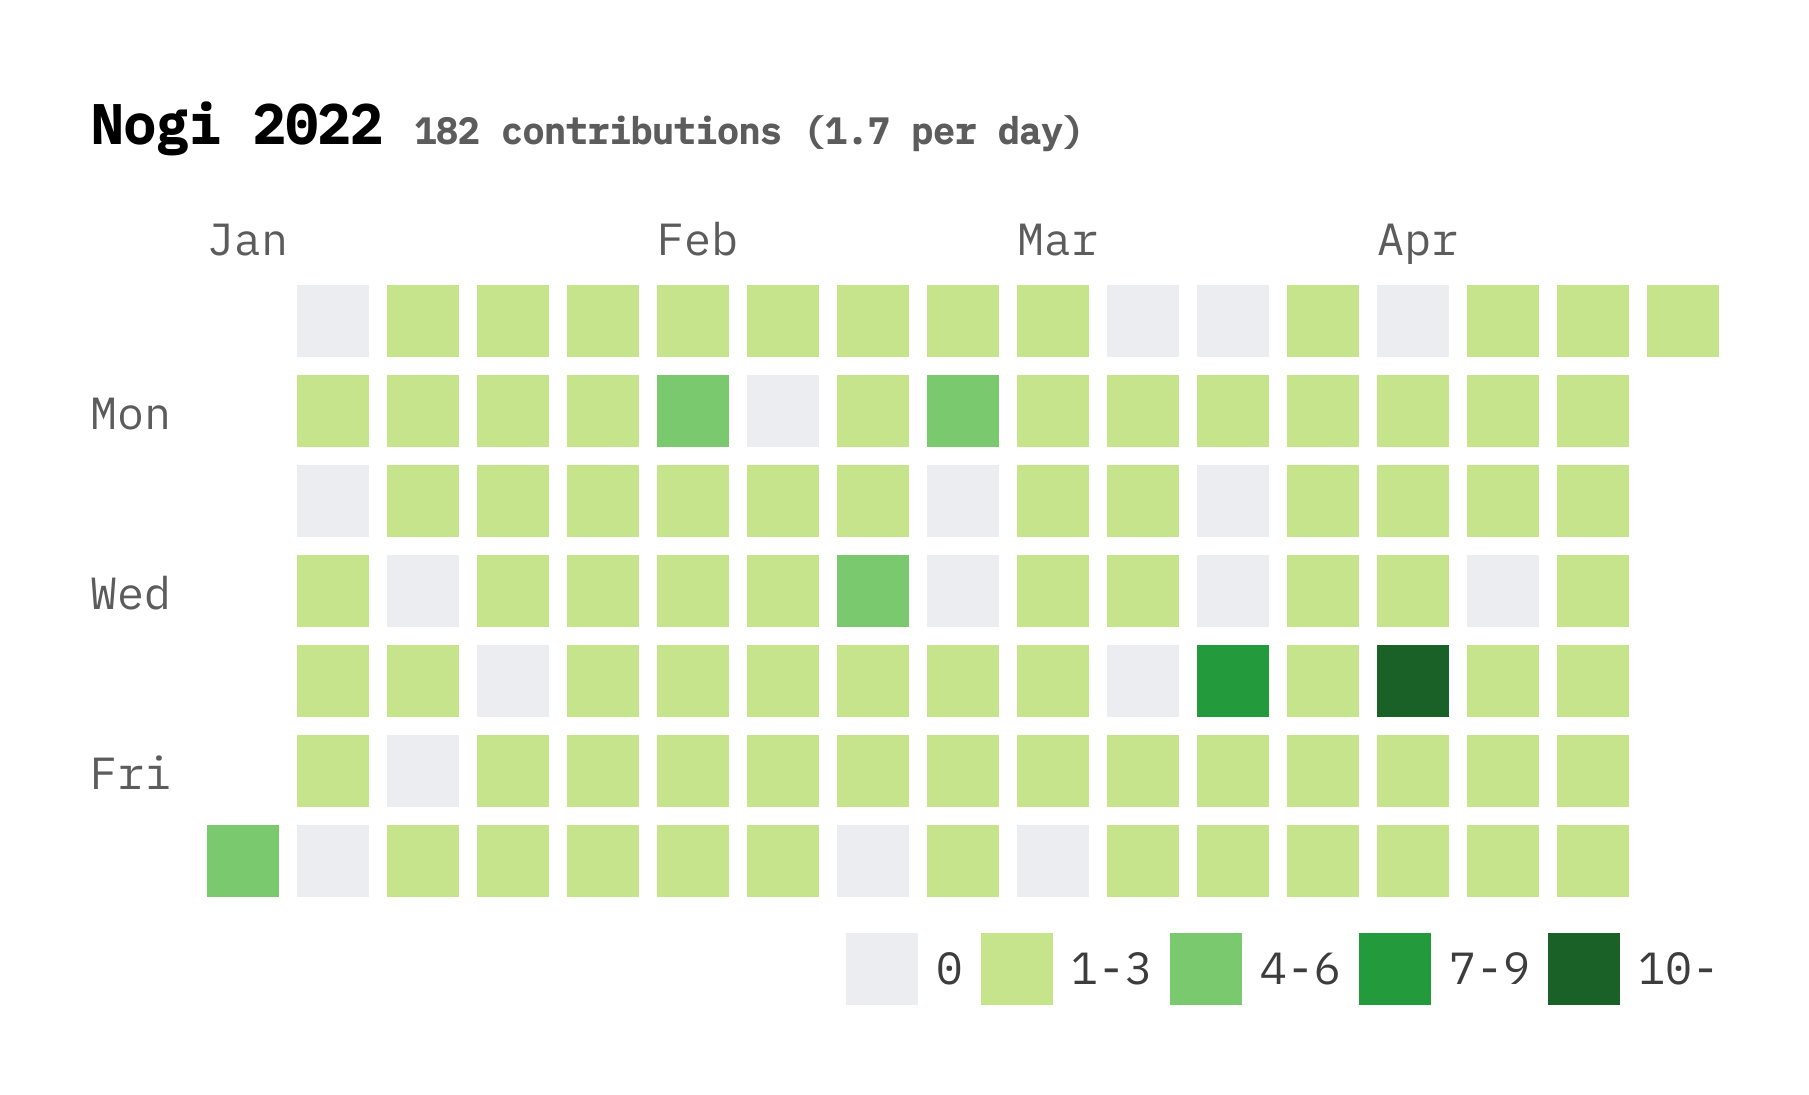 Nogi 2022 182 contributions (1.7 per day)
Jan Feb Mar Apr
Mon
Wed
Fri
0 1-3 4-6 7-9 10-